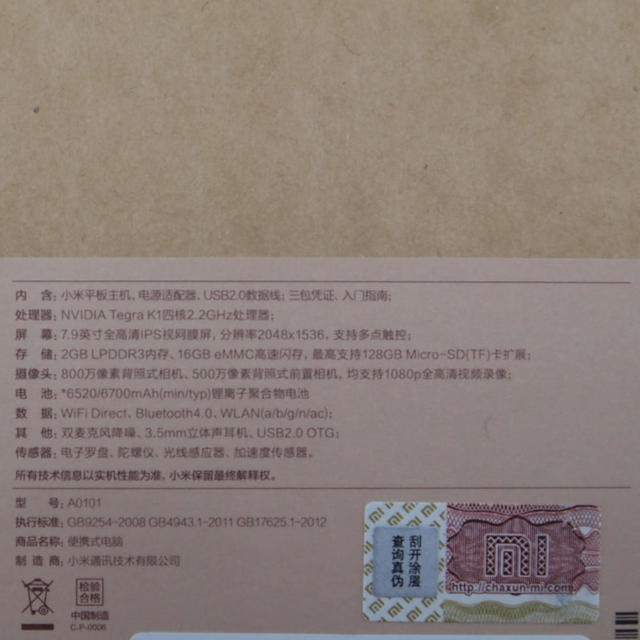 内 含：小米平板主机、电源适配器、USB2.0数据线；三包凭证、入门指南；
处理器：NVIDIA Tegra K1四核2.2GHz处理器；
屏 幕：7.9英寸全高清IPS视网膜屏，分辨率2048x1536，支持多点触控；
存 储：2GB LPDDR3内存、16GB eMMC高速闪存，最高支持128GB Micro-SD(TF)卡扩展；
摄像头：800万像素背照式相机、500万像素背照式前置相机，均支持1080p全高清视频录像；
电 池：*6520/6700mAh(min/typ)锂离子聚合物电池
数 据：WiFi Direct、Bluetooth4.0、WLAN(a/b/g/n/ac)；
其 他：双麦克风降噪、3.5mm立体声耳机、USB2.0 OTG；
传感器：电子罗盘、陀螺仪、光线感应器、加速度传感器。
所有技术信息以实机性能为准，小米保留最终解释权。
型 号：A0101
执行标准：GB9254-2008 GB4943.1-2011 GB17625.1-2012
商品名称：便携式电脑
制 造 商：小米通讯技术有限公司
检验
合格
中国制造
C-P-0006
刮开涂层
查询真伪
MI
http://chaxun.mi.com